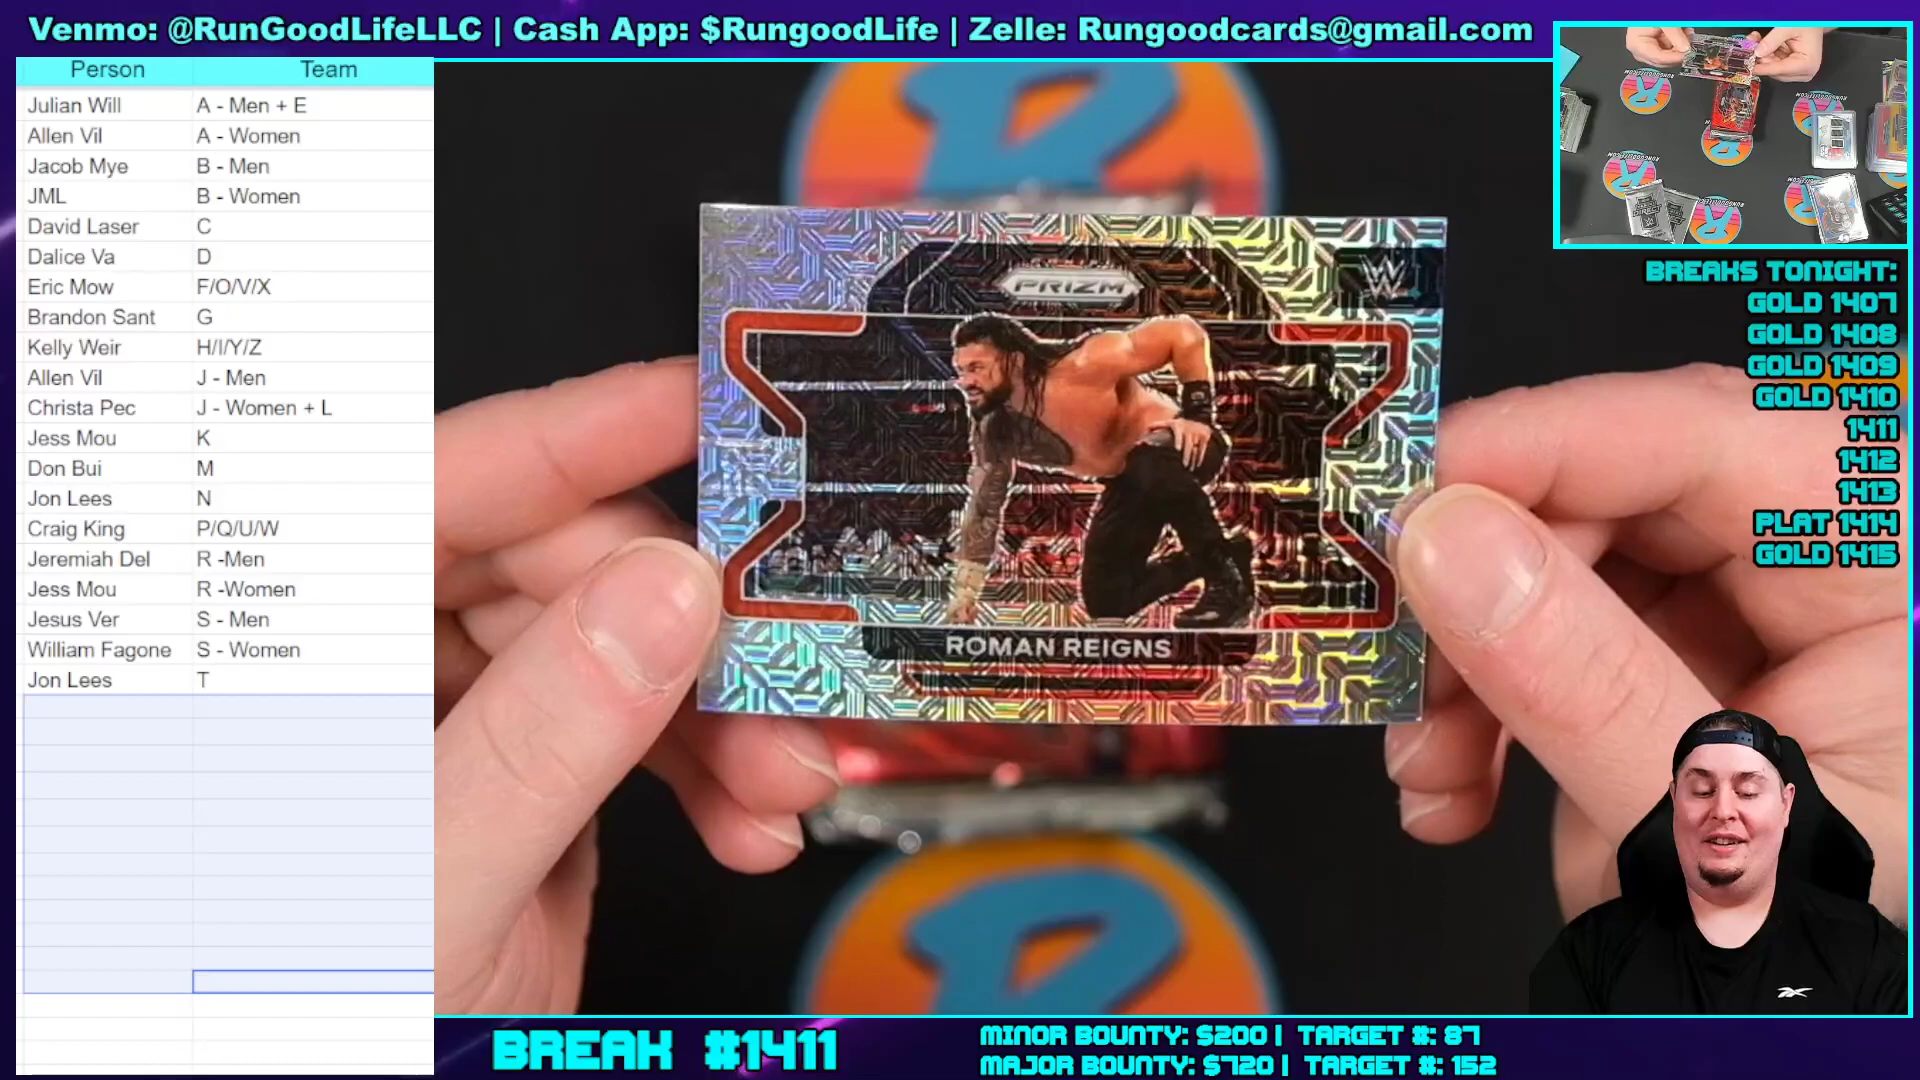 Venmo: @RunGoodLifeLLC | Cash App: $RungoodLife | Zelle: Rungoodcards@gmail.com
Person Team
Julian Will A - Men + E
Allen Vil A - Women
Jacob Mye B - Men
JML B - Women
David Laser C
Dalice Va D
Eric Mow F/O/V/X
Brandon Sant G
Kelly Weir H/I/Y/Z
Allen Vil J - Men
Christa Pec J - Women + L
Jess Mou K
Don Bui M
Jon Lees N
Craig King P/Q/U/W
Jeremiah Del R -Men
Jess Mou R -Women
Jesus Ver S - Men
William Fagone S - Women
Jon Lees T
PRIZM
W
ROMAN REIGNS
BREAKS TONIGHT:
GOLD 1407
GOLD 1408
GOLD 1409
GOLD 1410
1411
1412
1413
PLAT 1414
GOLD 1415
BREAK #1411
MINOR BOUNTY: $200 | TARGET #: 87
MAJOR BOUNTY: $720 | TARGET #: 152